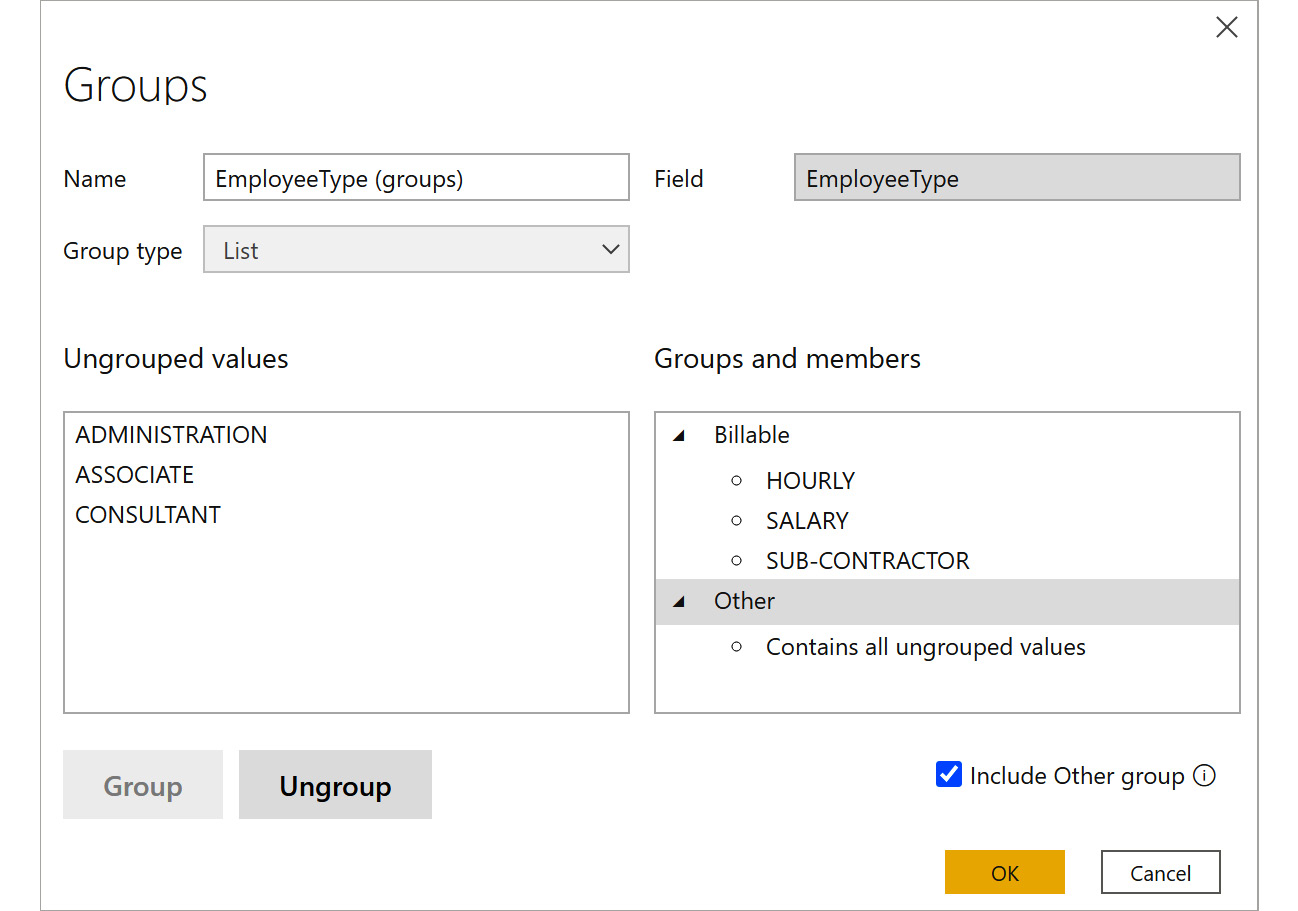 Groups
Name EmployeeType (groups) Field EmployeeType
Group type List
Ungrouped values
ADMINISTRATION
ASSOCIATE
CONSULTANT
Groups and members
Billable
HOURLY
SALARY
SUB-CONTRACTOR
Other
Contains all ungrouped values
Group Ungroup
Include Other group
OK Cancel